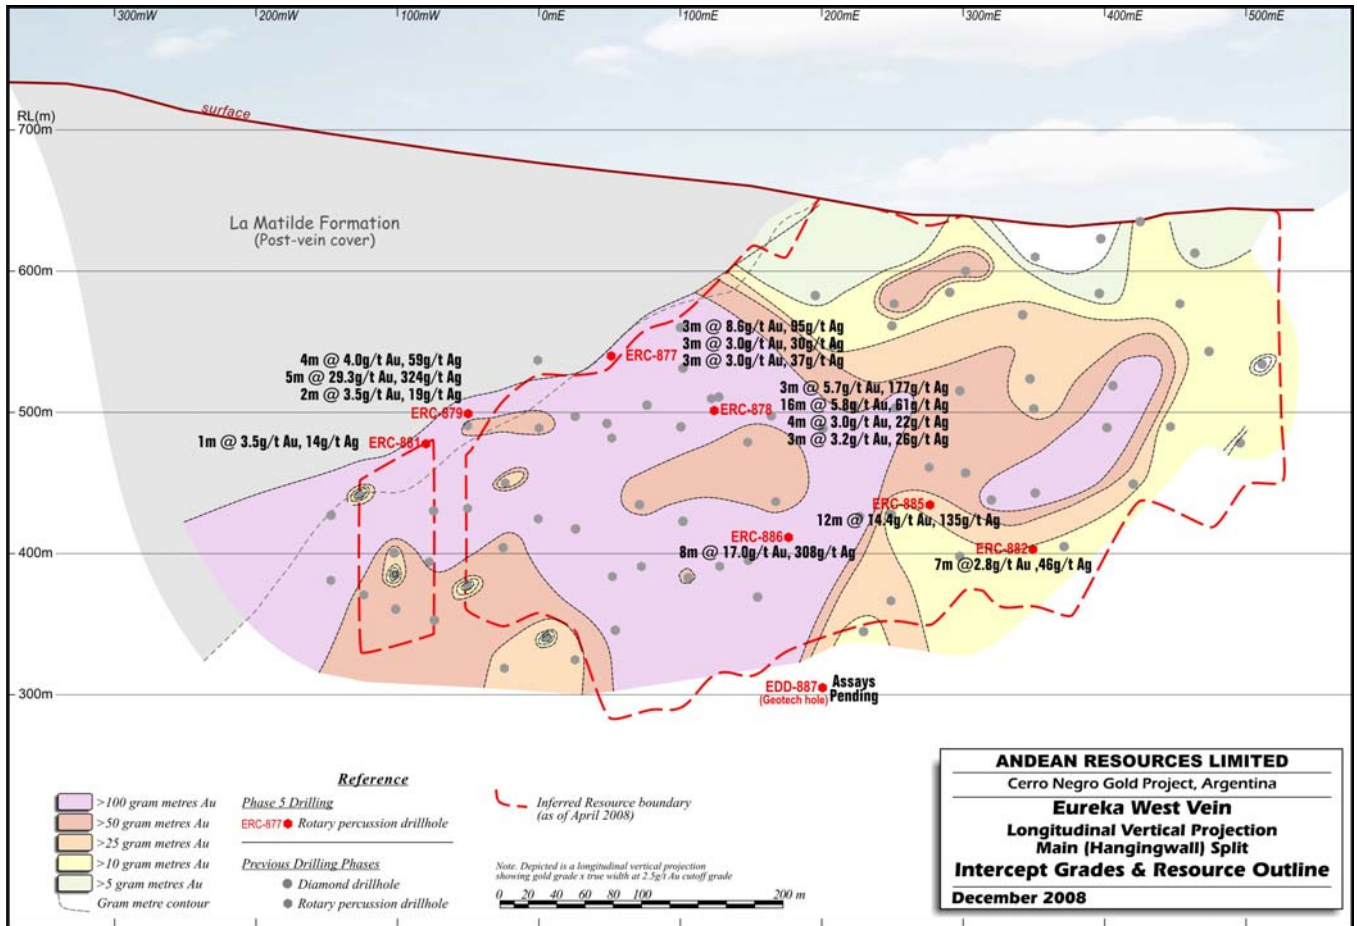 300mW 200mW 100mW 0mE 100mE 200mE 300mE 400mE 500mE
RL(m)
surface
700m
La Matilde Formation
(Post-vein cover)
600m
3m @ 8.6g/t Au, 95g/t Ag
3m @ 3.0g/t Au, 30g/t Ag
3m @ 3.0g/t Au, 37g/t Ag
ERC-877
4m @ 4.0g/t Au, 59g/t Ag
5m @ 29.3g/t Au, 324g/t Ag
2m @ 3.5g/t Au, 19g/t Ag
3m @ 5.7g/t Au, 177g/t Ag
16m @ 5.8g/t Au, 61g/t Ag
4m @ 3.0g/t Au, 22g/t Ag
3m @ 3.2g/t Au, 26g/t Ag
500m
ERC-879
ERC-878
1m @ 3.5g/t Au, 14g/t Ag
ERC-881
ERC-885
12m @ 14.4g/t Au, 135g/t Ag
ERC-886
8m @ 17.0g/t Au, 308g/t Ag
ERC-882
7m @2.8g/t Au ,46g/t Ag
400m
300m
EDD-887
(Geotech hole)
Assays
Pending
Reference
>100 gram metres Au
>50 gram metres Au
>25 gram metres Au
>10 gram metres Au
>5 gram metres Au
Gram metre contour
Phase 5 Drilling
ERC-877 Rotary percussion drillhole
Previous Drilling Phases
Diamond drillhole
Rotary percussion drillhole
Inferred Resource boundary
(as of April 2008)
Note. Depicted is a longitudinal vertical projection
showing gold grade x true width at 2.5g/t Au cutoff grade
0 20 40 60 80 100 200 m
ANDEAN RESOURCES LIMITED
Cerro Negro Gold Project, Argentina
Eureka West Vein
Longitudinal Vertical Projection
Main (Hangingwall) Split
Intercept Grades & Resource Outline
December 2008